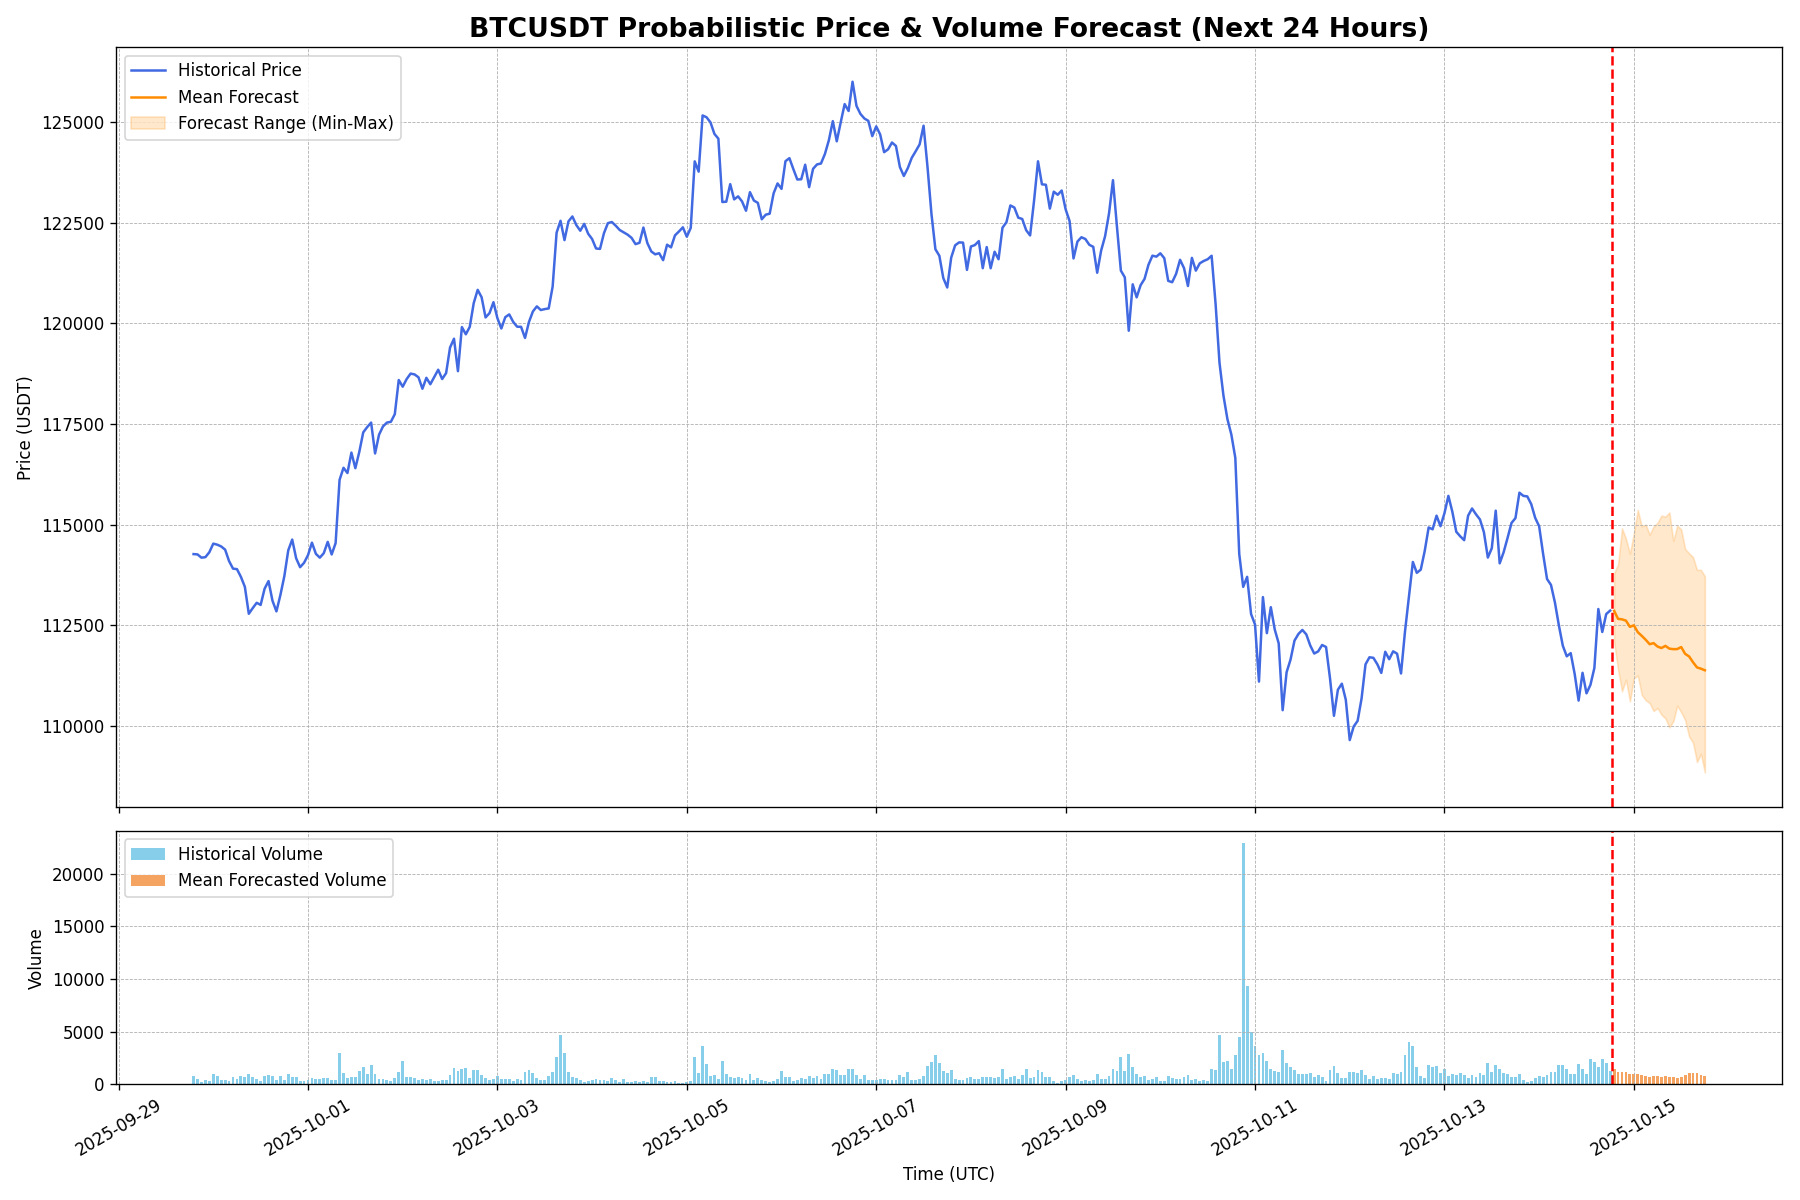 BTCUSDT Probabilistic Price & Volume Forecast (Next 24 Hours)
Historical Price
Mean Forecast
Forecast Range (Min-Max)
125000
122500
120000
117500
115000
112500
110000
Price (USDT)
Historical Volume
Mean Forecasted Volume
20000
15000
10000
5000
0
Volume
2025-09-29
2025-10-01
2025-10-03
2025-10-05
2025-10-07
2025-10-09
2025-10-11
2025-10-13
2025-10-15
Time (UTC)